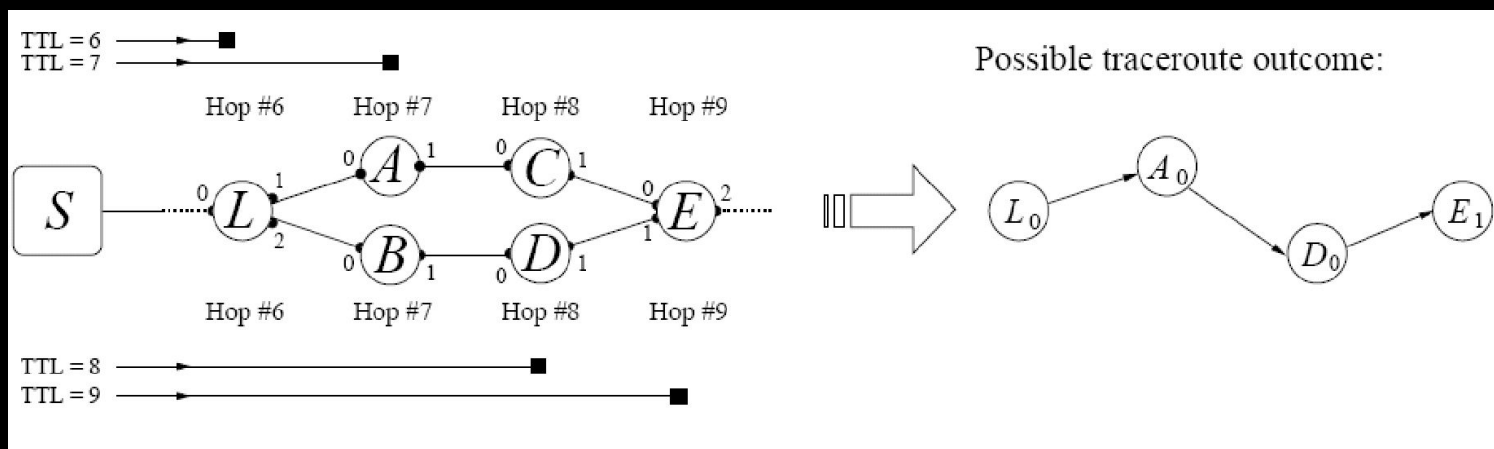 TTL = 6
TTL = 7
Possible traceroute outcome:
Hop #6 Hop #7 Hop #8 Hop #9
0 A 1 0 C 1
S 0 L 1 2 0 1 E 2
0 B 1 0 D 1
L0 A0 D0 E1
Hop #6 Hop #7 Hop #8 Hop #9
TTL = 8
TTL = 9